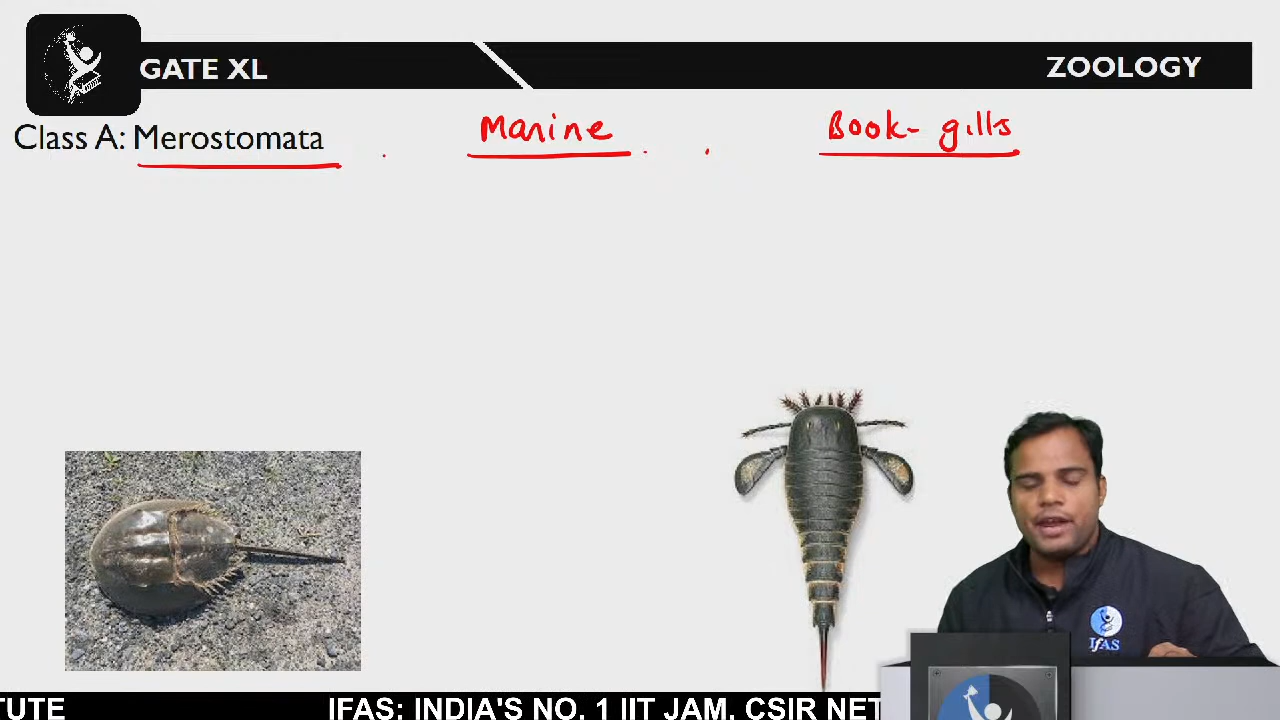 GATE XL
ZOOLOGY
Class A: Merostomata
Marine
Book-gills
IfAS
TUTE IFAS: INDIA'S NO. 1 IIT JAM, CSIR NET